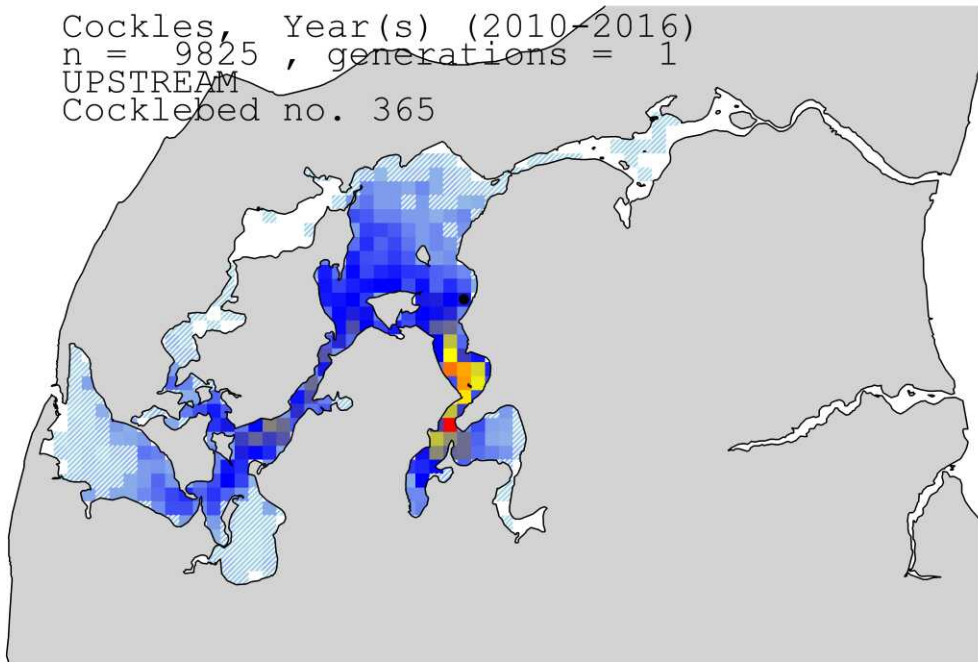 Cockles, Year(s) (2010-2016)
n = 9825 , generations = 1
UPSTREAM
Cocklebed no. 365